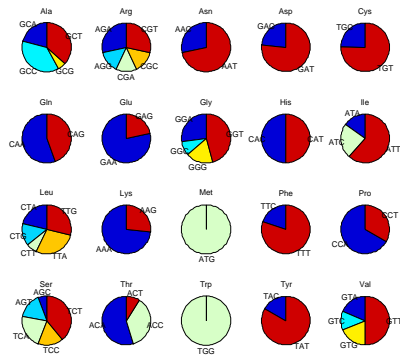 Ala Arg Asn Asp Cys
GCA GCT GCC GCG
AGA CGT AGG CGC CGA
AAC AAT
GAC GAT
TGC TGT
Gln Glu Gly His Ile
CAA CAG
GAG GAA
GGA GGT GGC GGG
CAC CAT
ATA ATC ATT
Leu Lys Met Phe Pro
CTA TTG CTG CTT TTA
AAG AAA
ATG
TTC TTT
CCT CCA
Ser Thr Trp Tyr Val
AGC AGT TCT TCA TCC
ACT ACA ACC
TGG
TAC TAT
GTA GTC GTT GTG